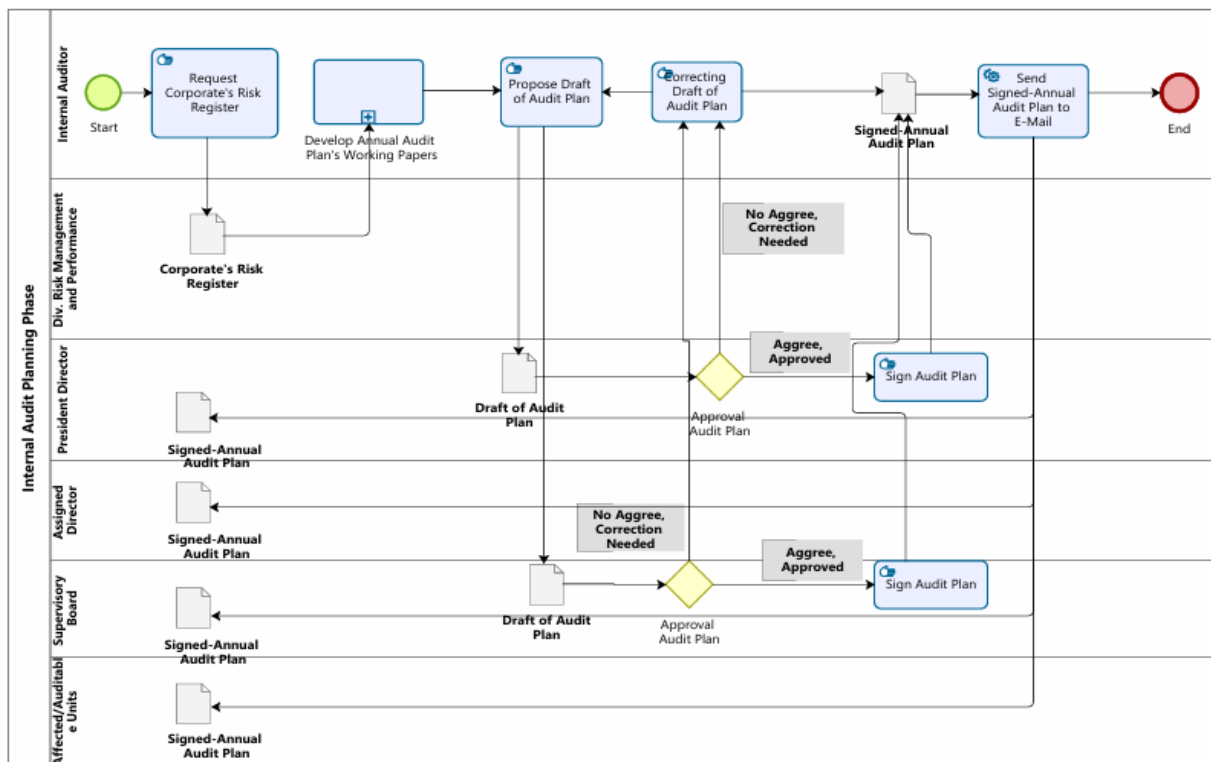 Internal Audit Planning Phase
Internal Auditor
Start
Request
Corporate's Risk
Register
Develop Annual Audit
Plan's Working Papers
Propose Draft
of Audit Plan
Correcting
Draft of
Audit Plan
Signed-Annual
Audit Plan
Send
Signed-Annual
Audit Plan to
E-Mail
End
Div. Risk Management
and Performance
Corporate's Risk
Register
No Aggree,
Correction
Needed
President Director
Draft of Audit
Plan
Approval
Audit Plan
Aggree,
Approved
Sign Audit Plan
Signed-Annual
Audit Plan
Assigned
Director
Signed-Annual
Audit Plan
No Aggree,
Correction
Needed
Supervisory
Board
Draft of Audit
Plan
Approval
Audit Plan
Aggree,
Approved
Sign Audit Plan
Signed-Annual
Audit Plan
Affected/Auditabl
e Units
Signed-Annual
Audit Plan